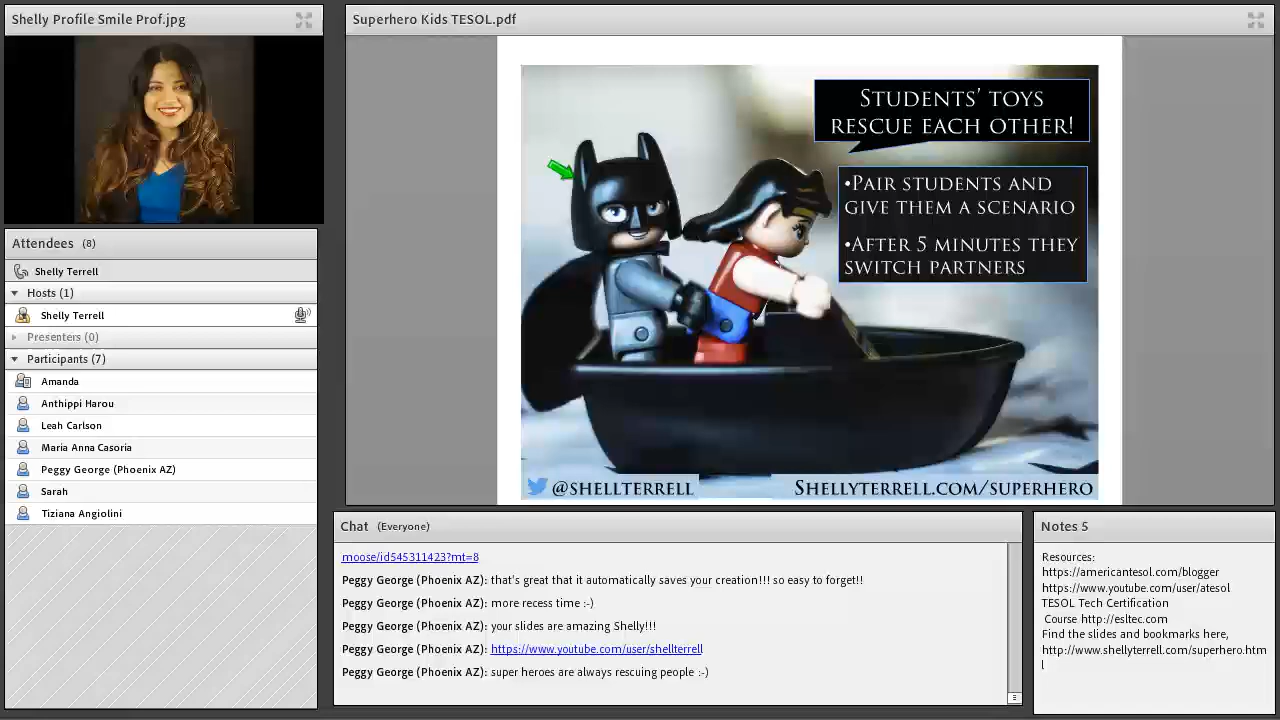 Shelly Profile Smile Prof.jpg
Superhero Kids TESOL.pdf
STUDENTS' TOYS
RESCUE EACH OTHER!
•PAIR STUDENTS AND
GIVE THEM A SCENARIO
•AFTER 5 MINUTES THEY
SWITCH PARTNERS
@SHELLTERRELL
SHELLYTERRELL.COM/SUPERHERO
Attendees (8)
Shelly Terrell
Hosts (1)
Shelly Terrell
Presenters (0)
Participants (7)
Amanda
Anthippi Harou
Leah Carlson
Maria Anna Casoria
Peggy George (Phoenix AZ)
Sarah
Tiziana Angiolini
Chat (Everyone)
moose/id545311423?mt=8
Peggy George (Phoenix AZ): that's great that it automatically saves your creation!!! so easy to forget!!
Peggy George (Phoenix AZ): more recess time :-)
Peggy George (Phoenix AZ): your slides are amazing Shelly!!!
Peggy George (Phoenix AZ): https://www.youtube.com/user/shellterrell
Peggy George (Phoenix AZ): super heroes are always rescuing people :-)
Notes 5
Resources:
https://americantesol.com/blogger
https://www.youtube.com/user/atesol
TESOL Tech Certification
Course http://esltec.com
Find the slides and bookmarks here,
http://www.shellyterrell.com/superhero.htm
l